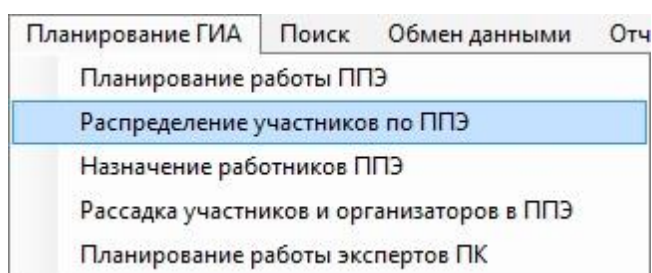 Планирование ГИА Поиск Обмен данными Отч
Планирование работы ППЭ
Распределение участников по ППЭ
Назначение работников ППЭ
Рассадка участников и организаторов в ППЭ
Планирование работы экспертов ПК